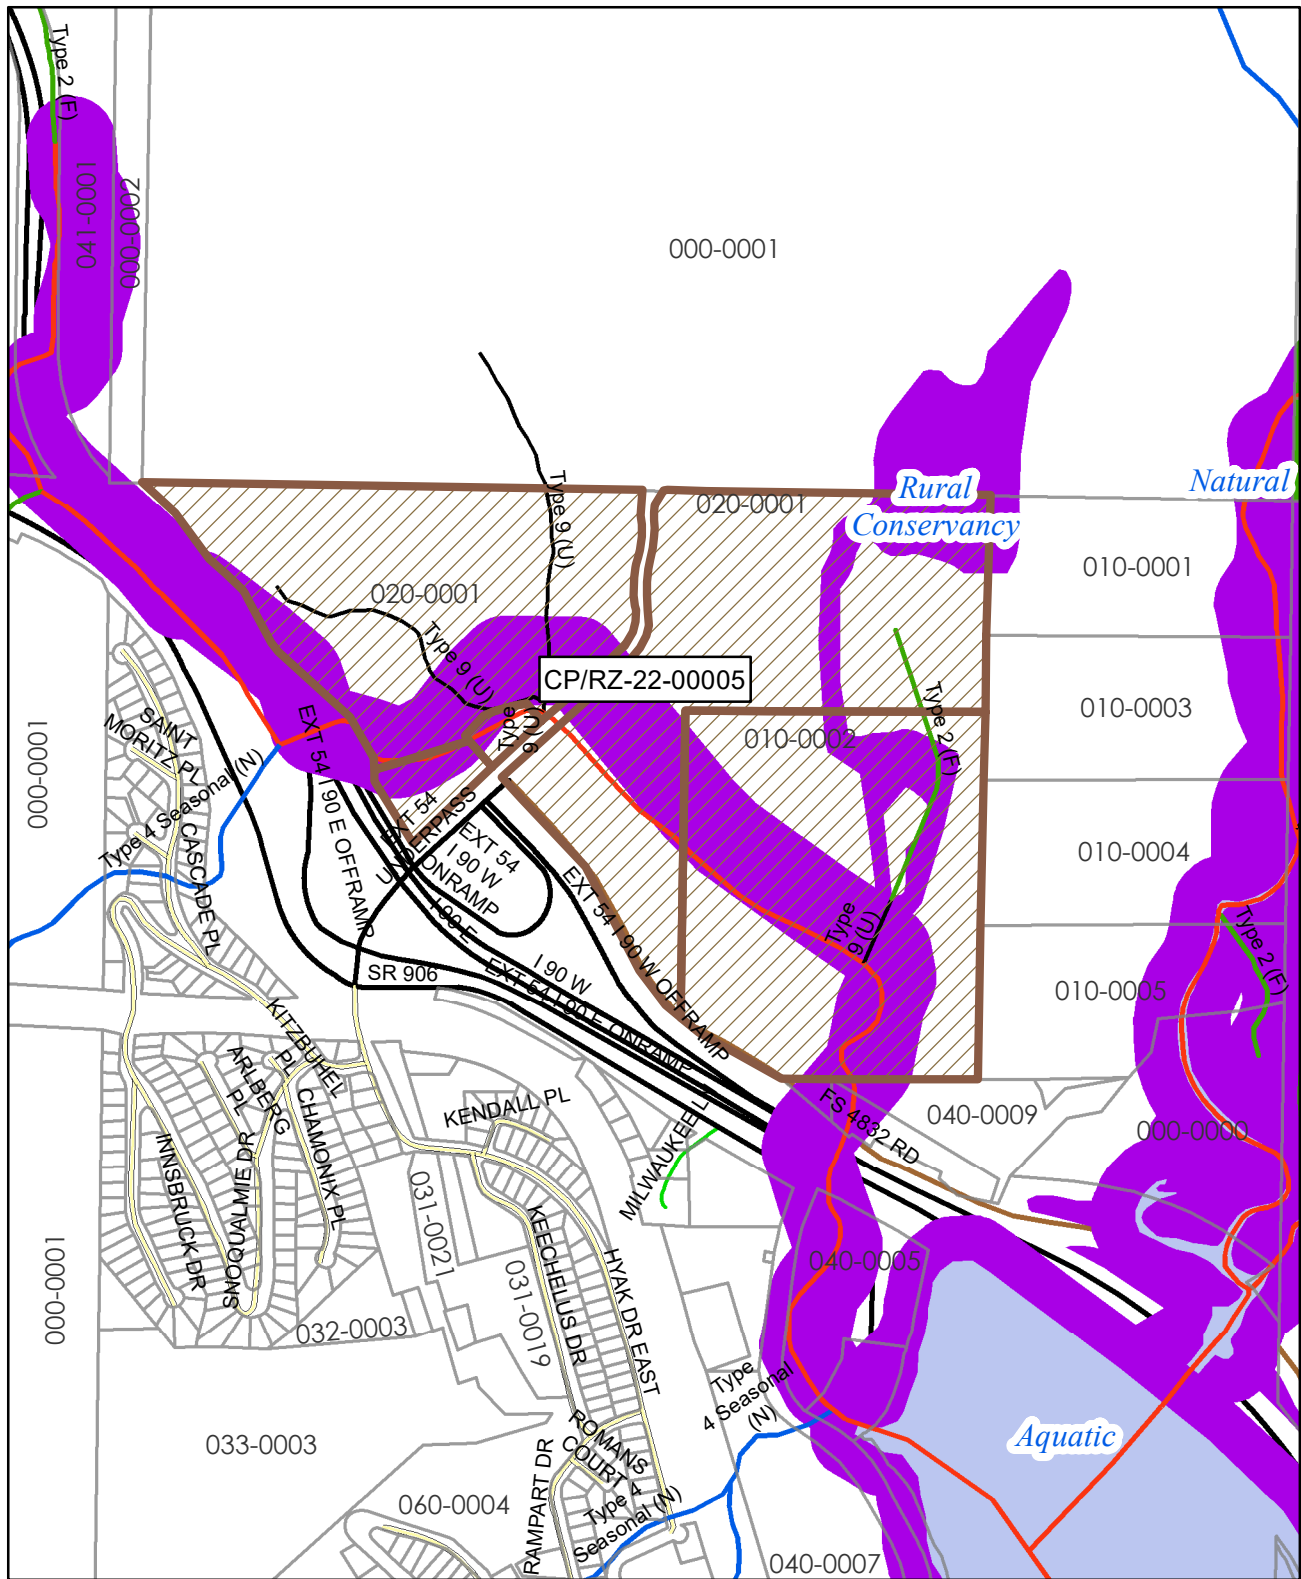 Type 2 (F)
041-0001
000-0002
000-0001
Type 9 (U)
020-0001
Rural
Conservancy
Natural
010-0001
020-0001
Type 9 (U)
CP/RZ-22-00005
Type
9 (U)
010-0002
Type 2 (F)
010-0003
000-0001
SAINT
MORITZ PL
Type 4 Seasonal (N)
CASCADE PL
EXT 54 I 90 E OFFRAMP
EXT 54
UNDERPASS
EXT 54
I 90 W
ONRAMP
I 90 E
I 90 W
EXT 54 I 90 W OFFRAMP
EXT 54 I 90 E ONRAMP
SR 906
Type
9 (U)
010-0004
Type 2 (F)
010-0005
KITZBUHEL
PL
ARLBERG
PL
CHAMONIX PL
INNSBRUCK DR
SNOQUALMIE DR
KENDALL PL
MILWAUKEE
FS 4832 RD
040-0009
000-0000
031-0021
KEECHELUS DR
031-0019
HYAK DR EAST
040-0005
000-0001
032-0003
Type
4 Seasonal
(N)
033-0003
ROMANS
COURT
RAMPART DR
Type 4
Seasonal (N)
060-0004
Aquatic
040-0007